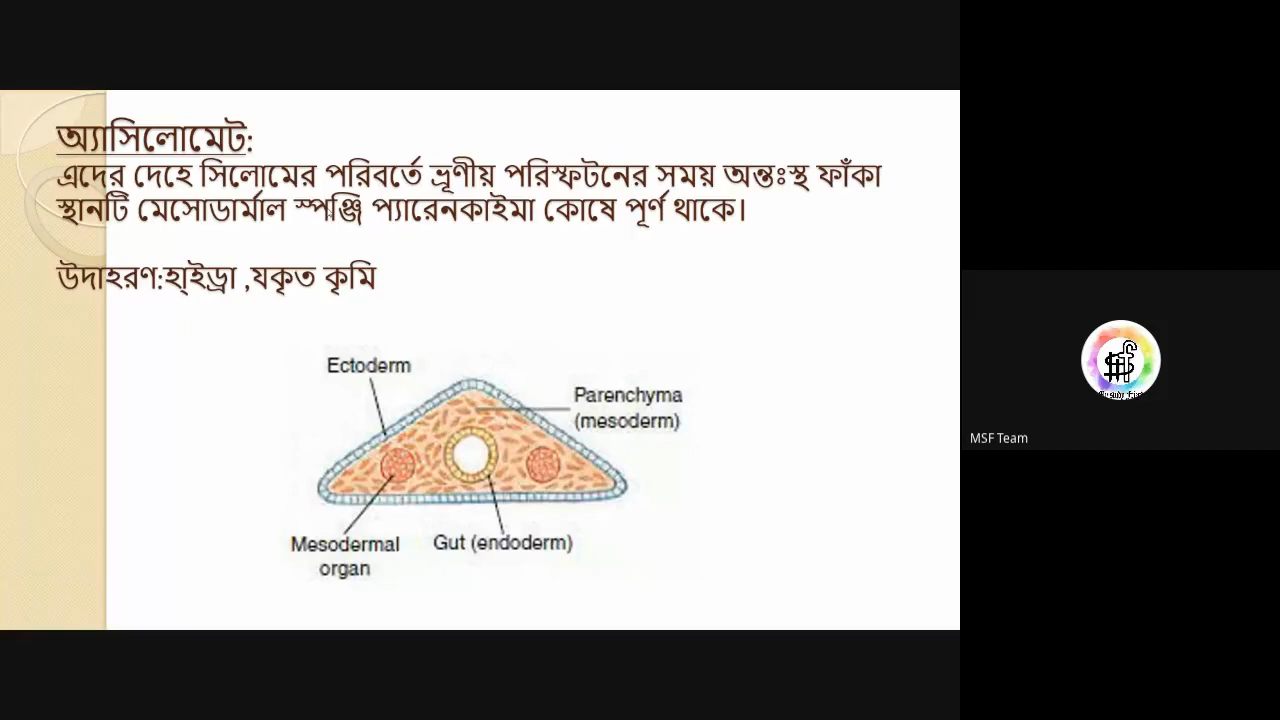 অ্যাসিলোমেট:
এদের দেহে সিলোমের পরিবর্তে ভ্রূণীয় পরিস্ফটনের সময় অন্তঃস্থ ফাঁকা
স্থানটি মেসোডার্মাল স্পঞ্জি প্যারেনকাইমা কোষে পূর্ণ থাকে।
উদাহরণ:হা্ইড্রা ,যকৃত কৃমি
Ectoderm
Parenchyma
(mesoderm)
Mesodermal
organ
Gut (endoderm)
MSF Team